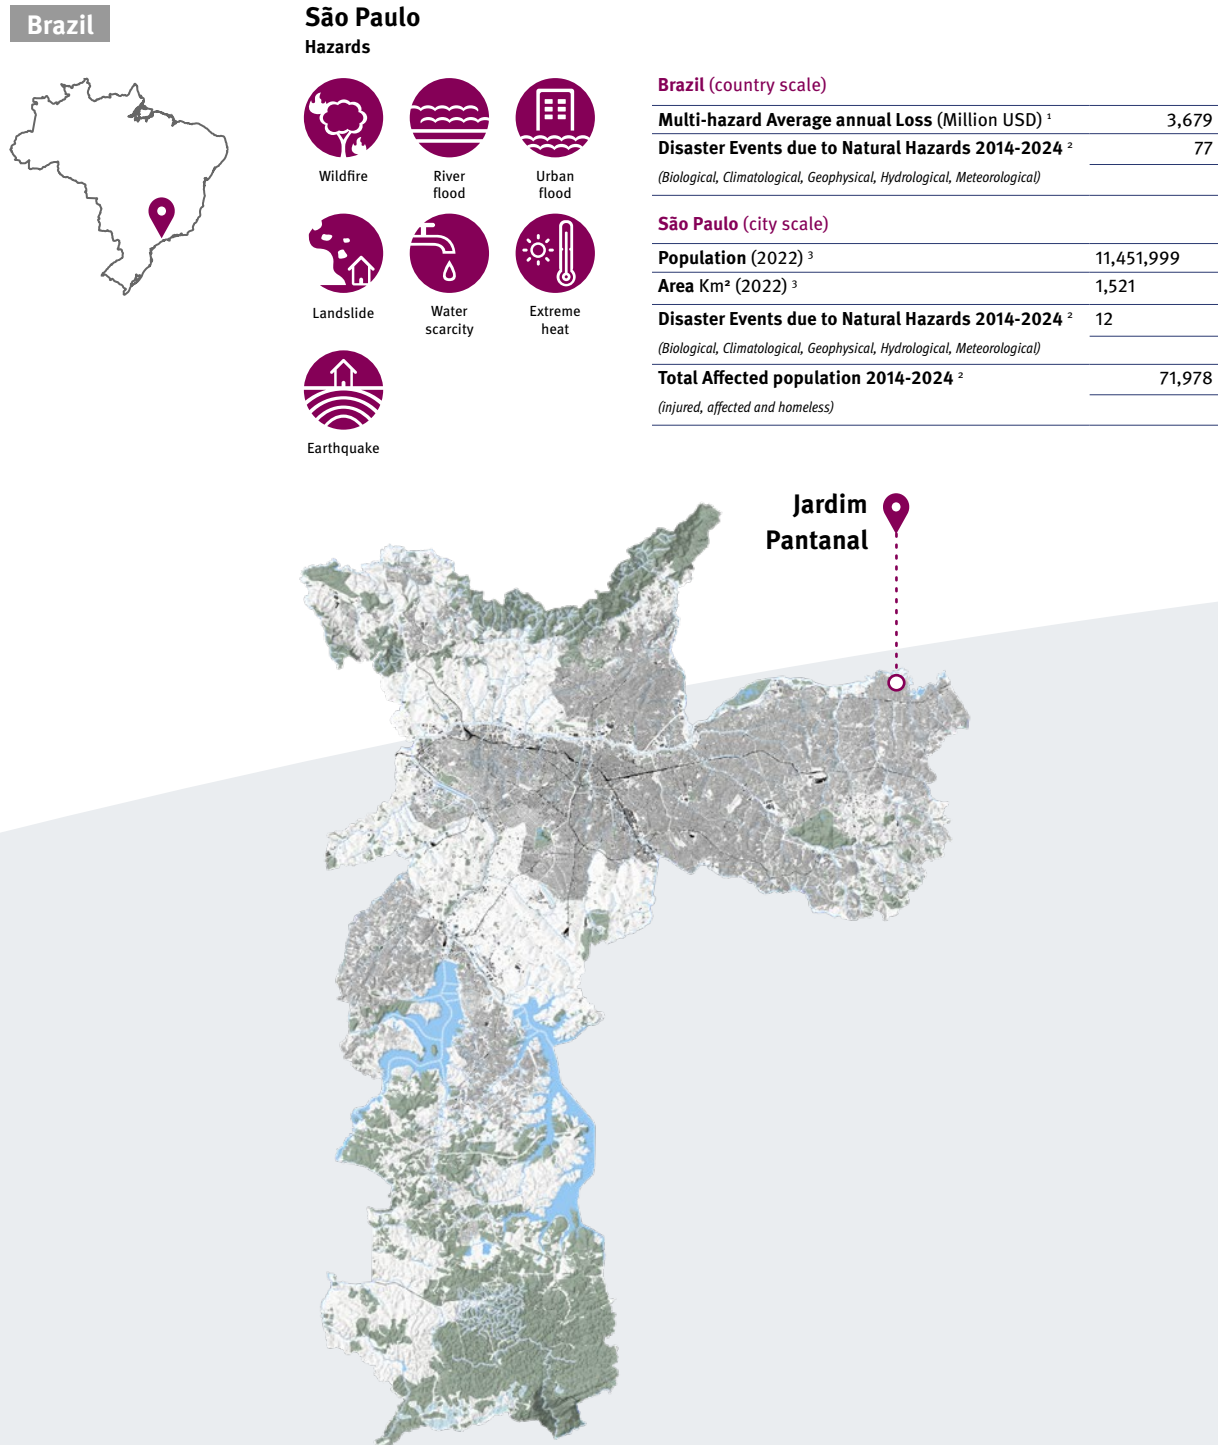 Brazil
São Paulo
Hazards
Wildfire
River
flood
Urban
flood
Landslide
Water
scarcity
Extreme
heat
Earthquake
Brazil (country scale)
Multi-hazard Average annual Loss (Million USD) ¹ 3,679
Disaster Events due to Natural Hazards 2014-2024 ² 77
(Biological, Climatological, Geophysical, Hydrological, Meteorological)
São Paulo (city scale)
Population (2022) ³ 11,451,999
Area Km² (2022) ³ 1,521
Disaster Events due to Natural Hazards 2014-2024 ² 12
(Biological, Climatological, Geophysical, Hydrological, Meteorological)
Total Affected population 2014-2024 ² 71,978
(injured, affected and homeless)
Jardim
Pantanal